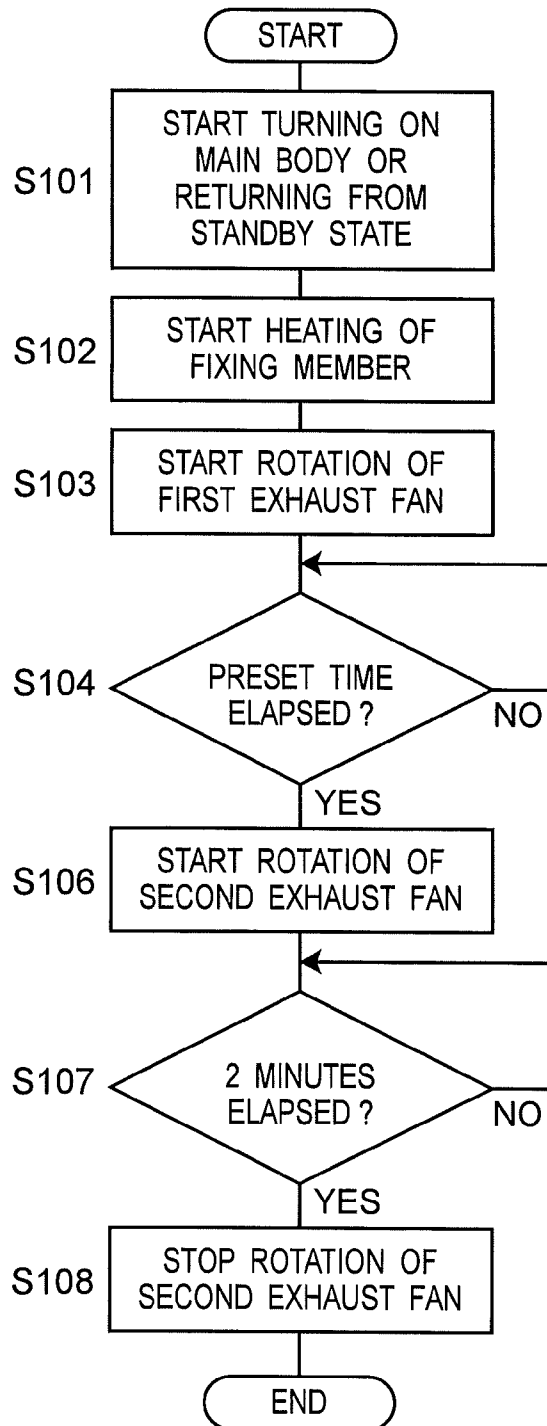 START
S101
START TURNING ON
MAIN BODY OR
RETURNING FROM
STANDBY STATE
S102
START HEATING OF
FIXING MEMBER
S103
START ROTATION OF
FIRST EXHAUST FAN
S104
PRESET TIME
ELAPSED ?
NO
YES
S106
START ROTATION OF
SECOND EXHAUST FAN
S107
2 MINUTES
ELAPSED ?
NO
YES
S108
STOP ROTATION OF
SECOND EXHAUST FAN
END